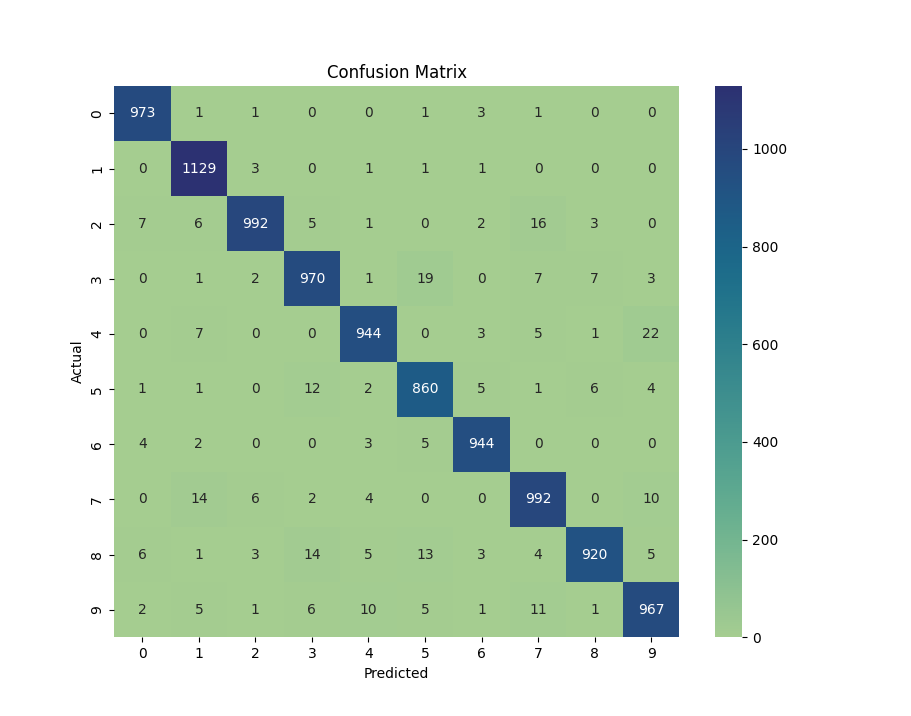 Confusion Matrix
0 973 1 1 0 0 1 3 1 0 0
1 0 1129 3 0 1 1 1 0 0 0
2 7 6 992 5 1 0 2 16 3 0
3 0 1 2 970 1 19 0 7 7 3
4 0 7 0 0 944 0 3 5 1 22
5 1 1 0 12 2 860 5 1 6 4
6 4 2 0 0 3 5 944 0 0 0
7 0 14 6 2 4 0 0 992 0 10
8 6 1 3 14 5 13 3 4 920 5
9 2 5 1 6 10 5 1 11 1 967
0 1 2 3 4 5 6 7 8 9
Predicted
Actual
1000
800
600
400
200
0